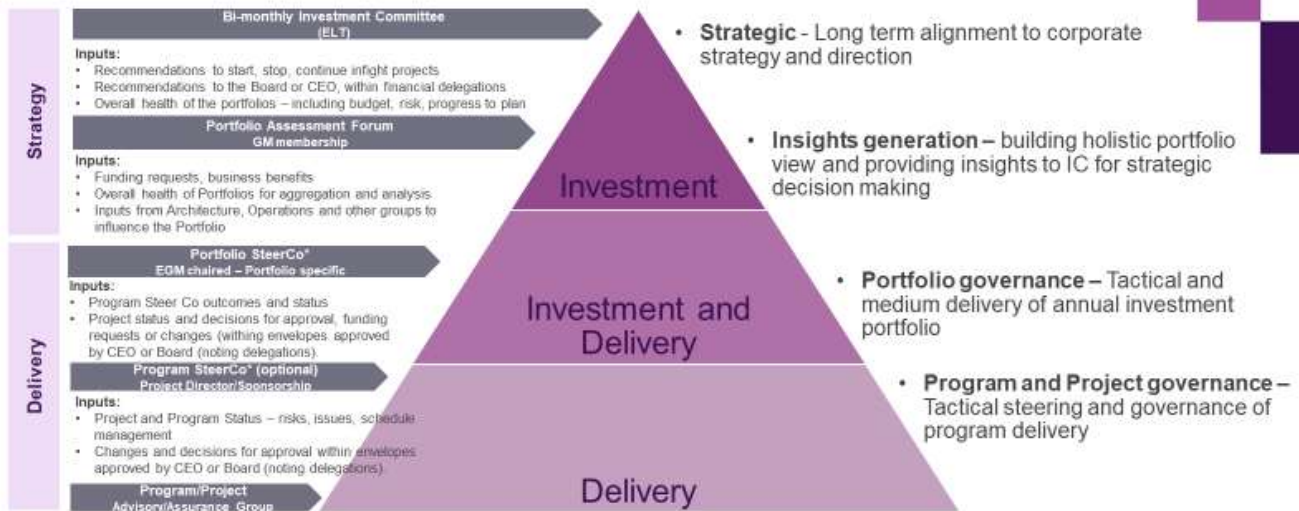 Strategy
Bi-monthly Investment Committee
(ELT)
Inputs:
• Recommendations to start, stop, continue infight projects
• Recommendations to the Board or CEO, within financial delegations
• Overall health of the portfolios – including budget, risk, progress to plan
Portfolio Assessment Forum
GM membership
Inputs:
• Funding requests, business benefits
• Overall health of Portfolios for aggregation and analysis
• Inputs from Architecture, Operations and other groups to
influence the Portfolio
Delivery
Portfolio SteerCo*
EGM chaired – Portfolio specific
Inputs:
• Program Steer Co outcomes and status
• Project status and decisions for approval, funding
requests or changes (withing envelopes approved
by CEO or Board (noting delegations).
Program SteerCo* (optional)
Project Director/Sponsorship
Inputs:
• Project and Program Status – risks, issues, schedule
management
• Changes and decisions for approval within envelopes
approved by CEO or Board (noting delegations).
Program/Project
Advisory/Assurance Group
Investment
Investment and
Delivery
Delivery
• Strategic - Long term alignment to corporate
strategy and direction
• Insights generation – building holistic portfolio
view and providing insights to IC for strategic
decision making
• Portfolio governance – Tactical and
medium delivery of annual investment
portfolio
• Program and Project governance –
Tactical steering and governance of
program delivery